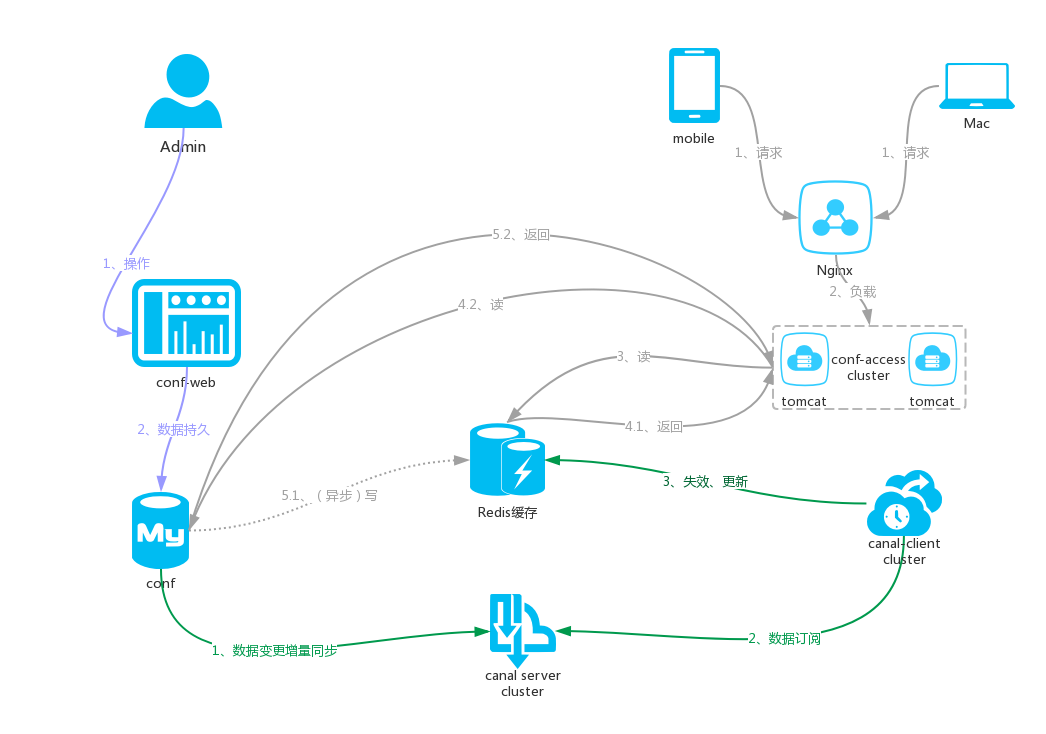 Admin
mobile
Mac
1、请求
1、请求
Nginx
2、负载
1、操作
5.2、返回
4.2、读
3、读
conf-access
cluster
tomcat
tomcat
conf-web
2、数据持久
4.1、返回
5.1、（异步）写
3、失效、更新
Redis缓存
My
conf
canal-client
cluster
1、数据变更增量同步
2、数据订阅
canal server
cluster